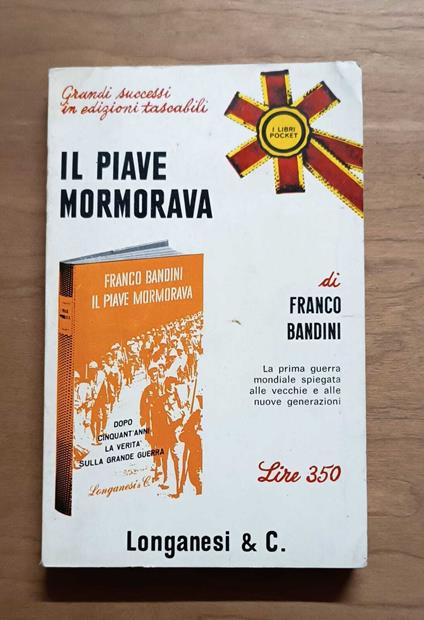 Grandi successi
in edizioni tascabili
I LIBRI
POCKET
IL PIAVE
MORMORAVA
FRANCO BANDINI
IL PIAVE MORMORAVA
DOPO
CINQUANT'ANNI
LA VERITA'
SULLA GRANDE GUERRA
Longanesi & C.
di
FRANCO
BANDINI
La prima guerra
mondiale spiegata
alle vecchie e alle
nuove generazioni
Lire 350
Longanesi & C.